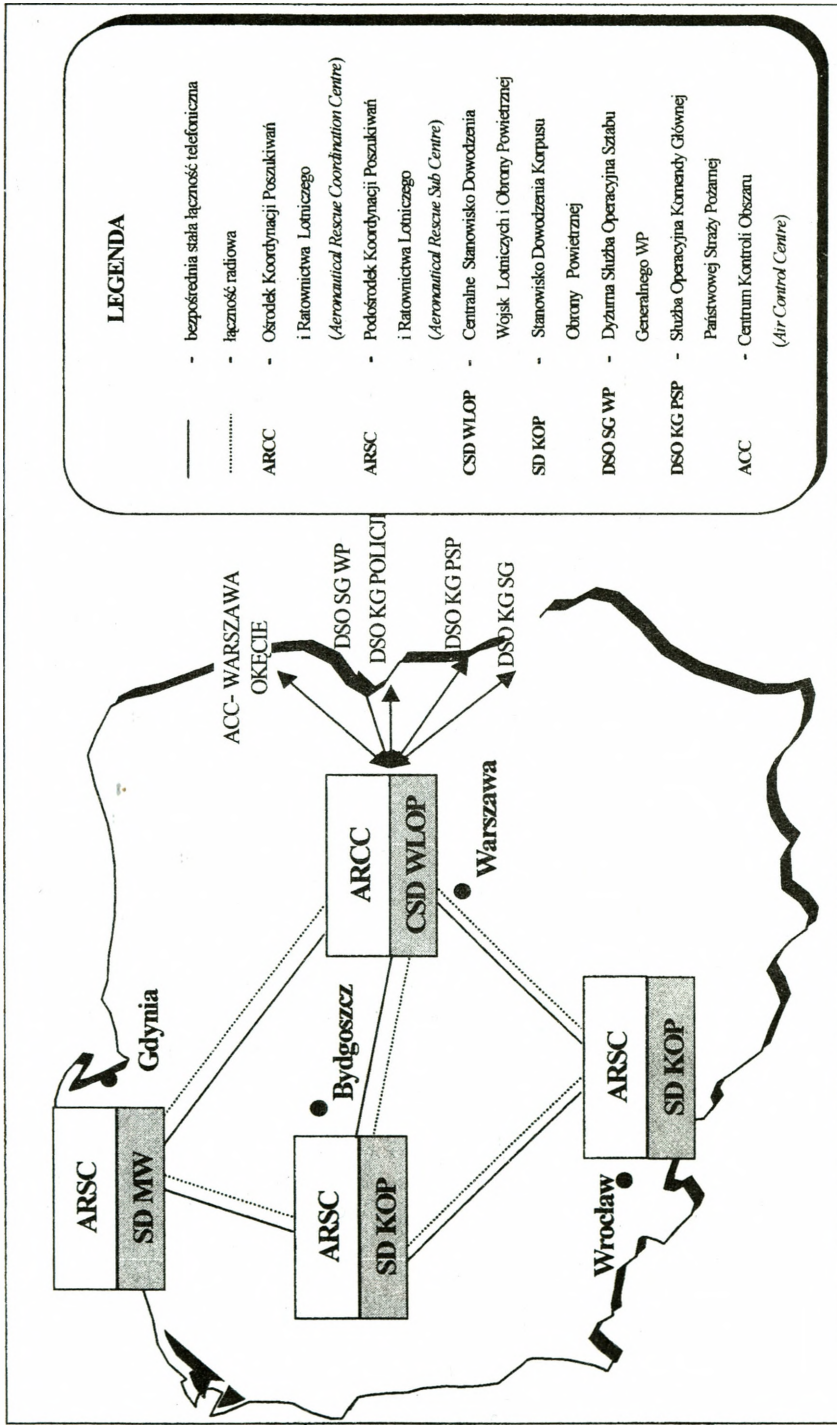 ARSC
SD MW
Gdynia
ARSC
SD KOP
Bydgoszcz
ARCC
CSD WLOP
Warszawa
ARSC
SD KOP
Wrocław
ACC- WARSZAWA
OKĘCIE
DSO SG WP
DSO KG POLICJI
DSO KG PSP
DSO KG SG
LEGENDA
- bezpośrednia stała łączność telefoniczna
- łączność radiowa
ARCC - Ośrodek Koordynacji Poszukiwań
i Ratownictwa Lotniczego
(Aeronautical Rescue Coordination Centre)
ARSC - Podośrodek Koordynacji Poszukiwań
i Ratownictwa Lotniczego
(Aeronautical Rescue Sub Centre)
CSD WLOP - Centralne Stanowisko Dowodzenia
Wojsk Lotniczych i Obrony Powietrznej
SD KOP - Stanowisko Dowodzenia Korpusu
Obrony Powietrznej
DSO SG WP - Dyżurna Służba Operacyjna Sztabu
Generalnego WP
DSO KG PSP - Służba Operacyjna Komendy Głównej
Państwowej Straży Pożarnej
ACC - Centrum Kontroli Obszaru
(Air Control Centre)